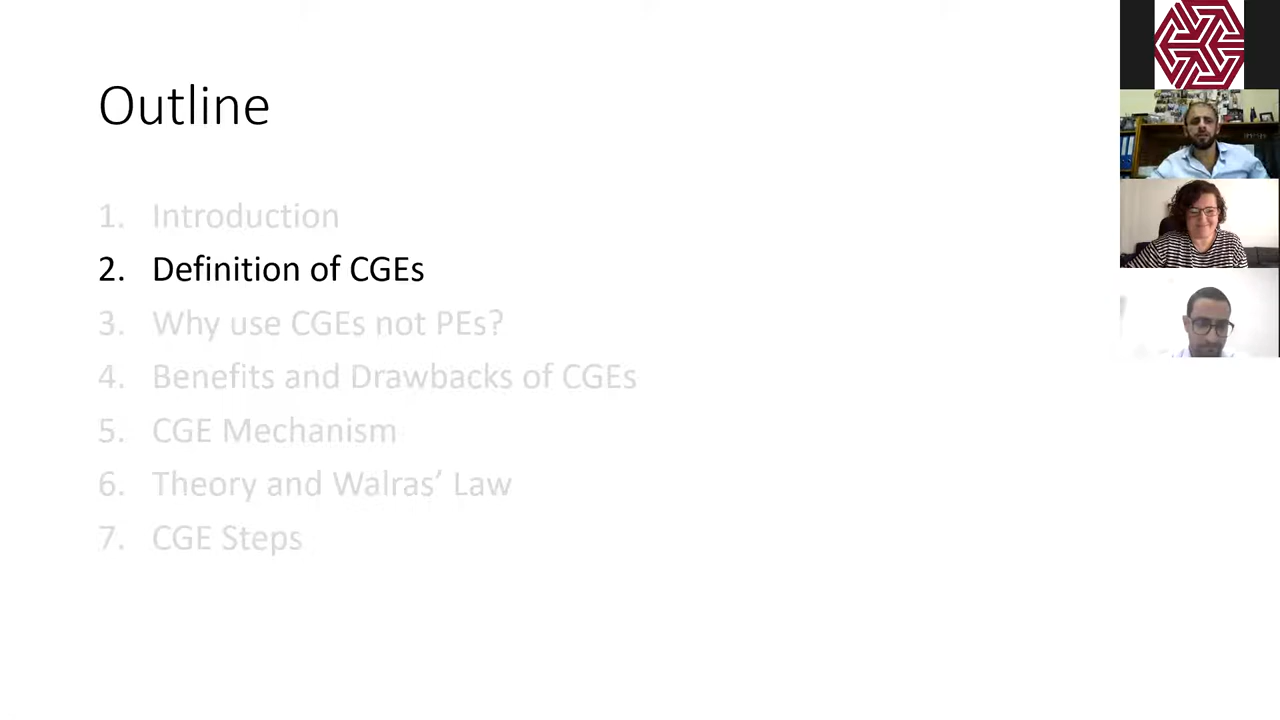 Outline
1. Introduction
2. Definition of CGEs
3. Why use CGEs not PEs?
4. Benefits and Drawbacks of CGEs
5. CGE Mechanism
6. Theory and Walras’ Law
7. CGE Steps